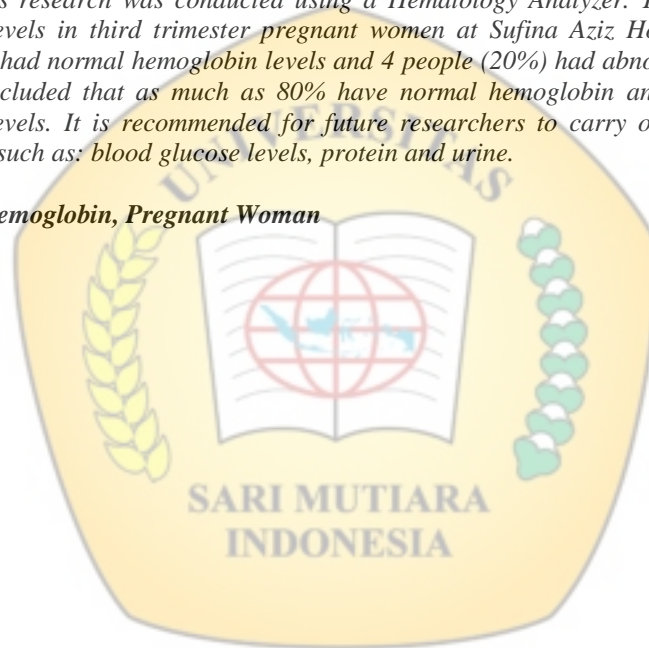 s research was conducted using a Hematology Analyzer.
evels in third trimester pregnant women at Sufina Aziz Ho
had normal hemoglobin levels and 4 people (20%) had abno
cluded that as much as 80% have normal hemoglobin an
evels. It is recommended for future researchers to carry o
such as: blood glucose levels, protein and urine.
emoglobin, Pregnant Woman
UNIVERSITAS
SARI MUTIARA
INDONESIA